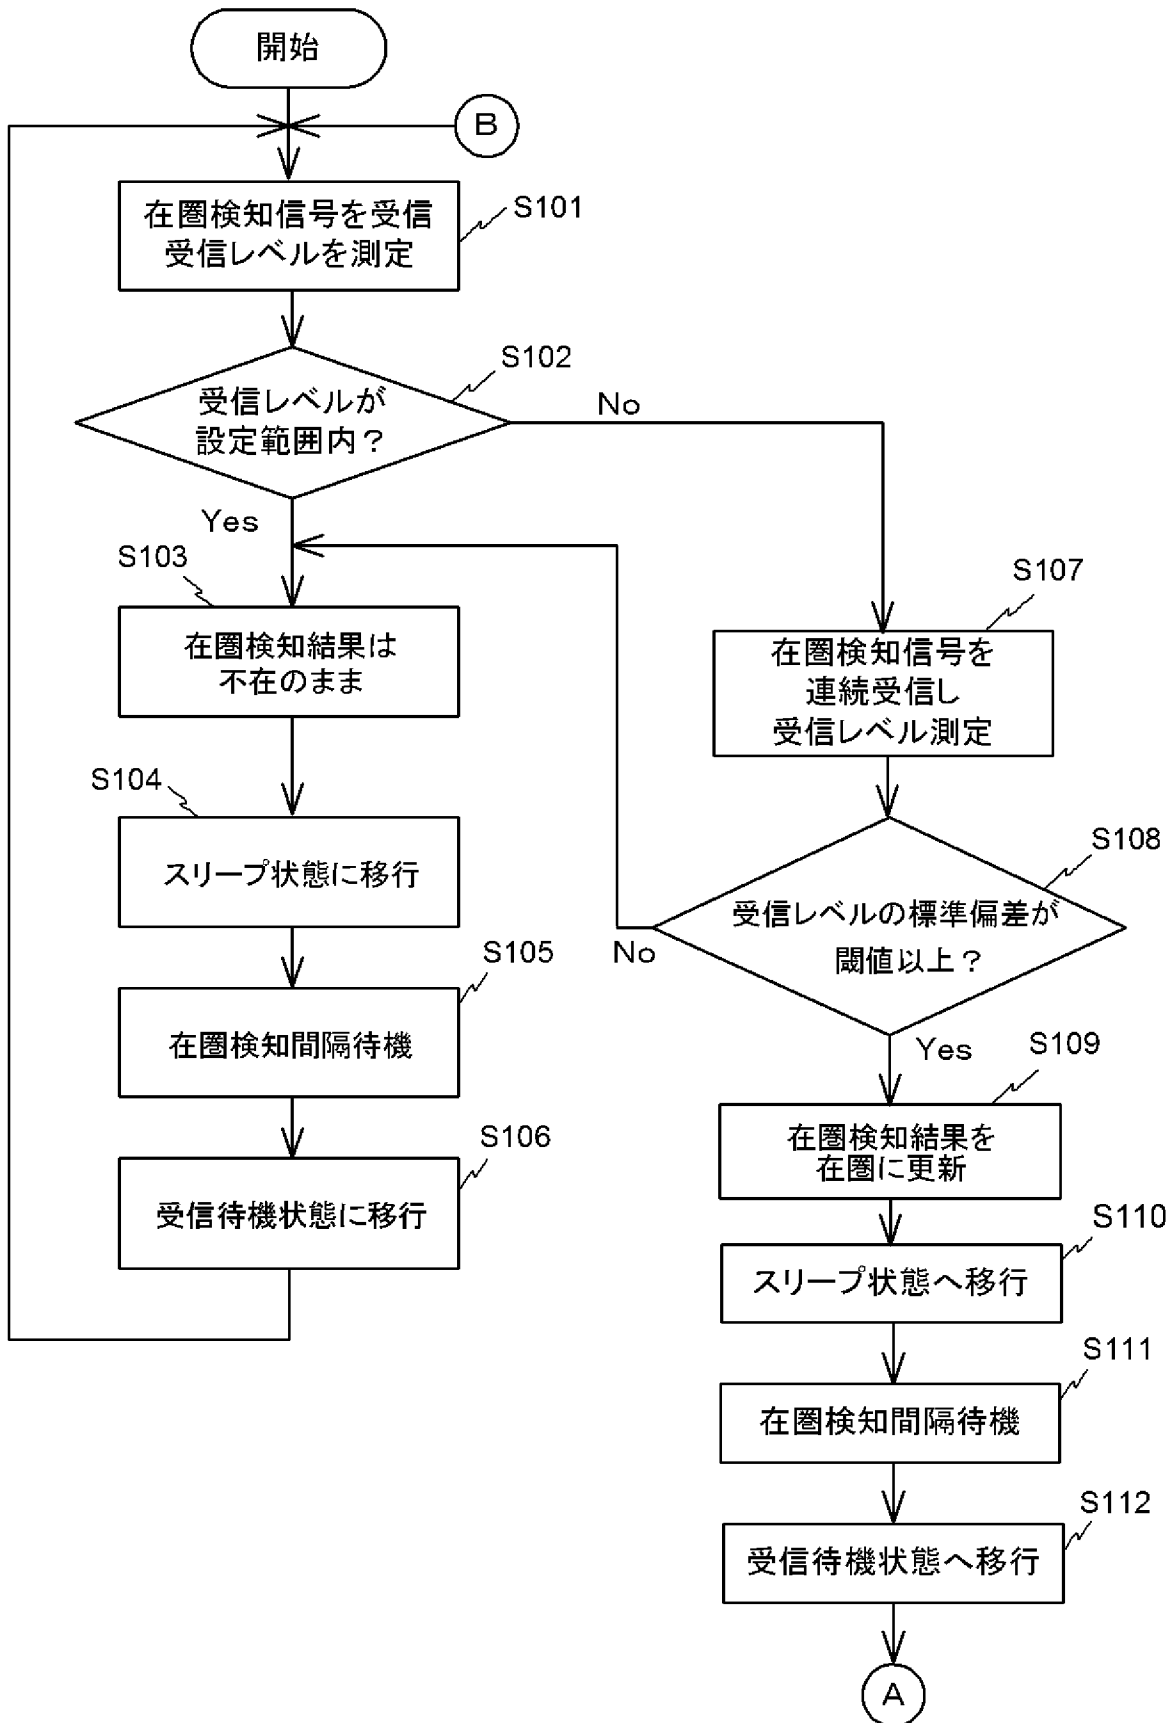 開始
B
在圏検知信号を受信
受信レベルを測定
S101
受信レベルが
設定範囲内？
S102
No
Yes
S103
在圏検知結果は
不在のまま
S104
スリープ状態に移行
S105
在圏検知間隔待機
S106
受信待機状態に移行
S107
在圏検知信号を
連続受信し
受信レベル測定
S108
受信レベルの標準偏差が
閾値以上？
No
Yes
S109
在圏検知結果を
在圏に更新
S110
スリープ状態へ移行
S111
在圏検知間隔待機
S112
受信待機状態へ移行
A